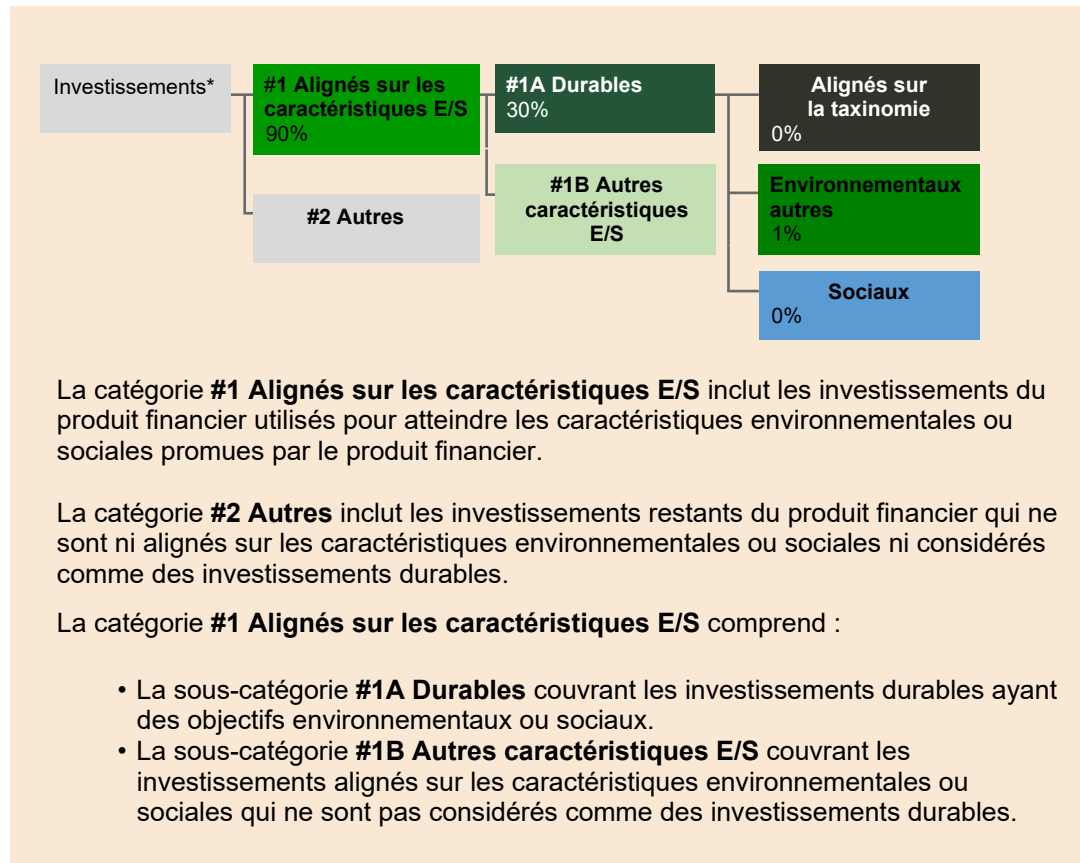 Investissements*
#1 Alignés sur les
caractéristiques E/S
90%
#2 Autres
#1A Durables
30%
#1B Autres
caractéristiques
E/S
Alignés sur
la taxinomie
0%
Environnementaux
autres
1%
Sociaux
0%
La catégorie #1 Alignés sur les caractéristiques E/S inclut les investissements du
produit financier utilisés pour atteindre les caractéristiques environnementales ou
sociales promues par le produit financier.
La catégorie #2 Autres inclut les investissements restants du produit financier qui ne
sont ni alignés sur les caractéristiques environnementales ou sociales ni considérés
comme des investissements durables.
La catégorie #1 Alignés sur les caractéristiques E/S comprend :
• La sous-catégorie #1A Durables couvrant les investissements durables ayant
des objectifs environnementaux ou sociaux.
• La sous-catégorie #1B Autres caractéristiques E/S couvrant les
investissements alignés sur les caractéristiques environnementales ou
sociales qui ne sont pas considérés comme des investissements durables.